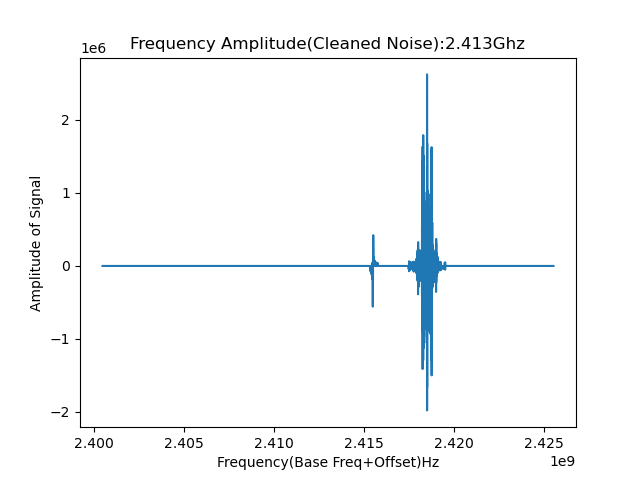 Frequency Amplitude(Cleaned Noise):2.413Ghz
1e6
2
1
0
−1
−2
Amplitude of Signal
2.400 2.405 2.410 2.415 2.420 2.425
1e9
Frequency(Base Freq+Offset)Hz